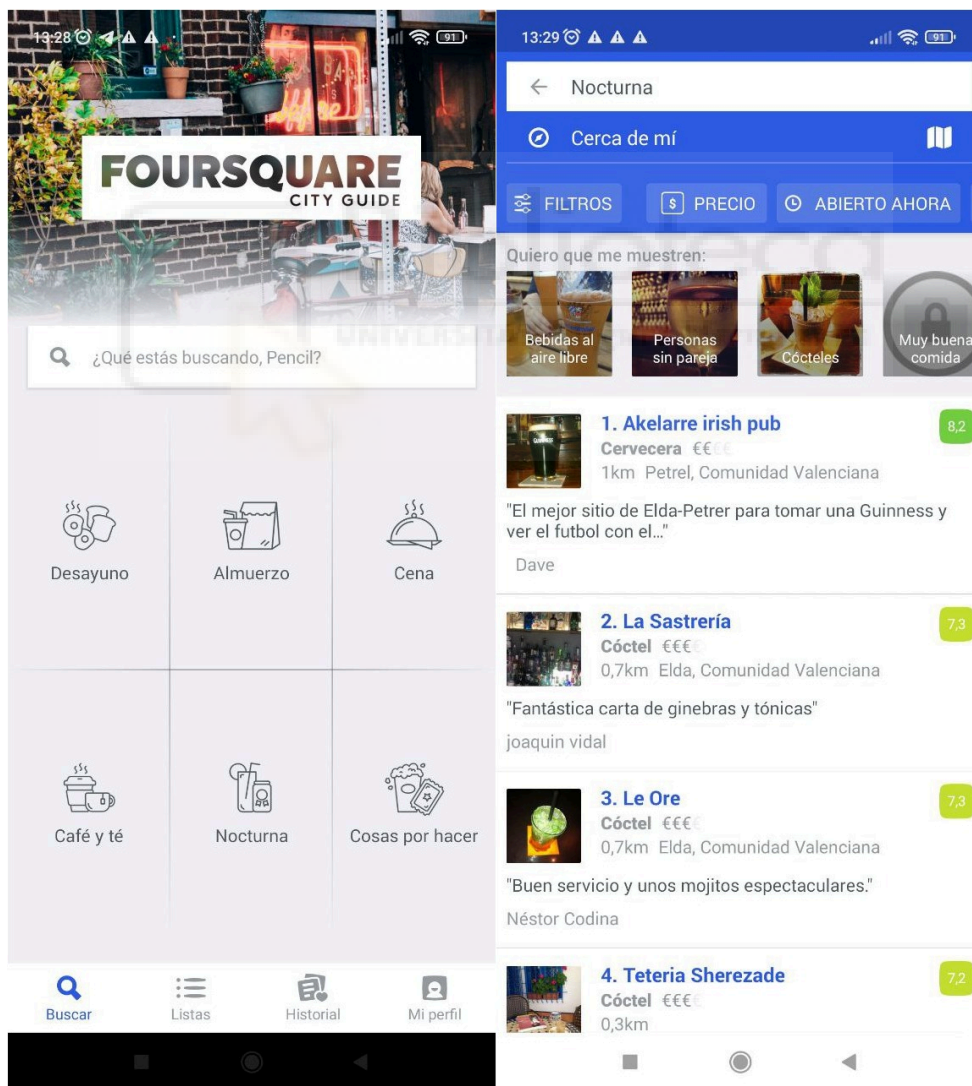 13:28
91
FOURSQUARE
CITY GUIDE
¿Qué estás buscando, Pencil?
Desayuno
Almuerzo
Cena
Café y té
Nocturna
Cosas por hacer
Buscar
Listas
Historial
Mi perfil
13:29
91
Nocturna
Cerca de mí
FILTROS
PRECIO
ABIERTO AHORA
Quiero que me muestren:
Bebidas al
aire libre
Personas
sin pareja
Cócteles
Muy buena
comida
1. Akelarre irish pub
8,2
Cervecera €€€€
1km Petrel, Comunidad Valenciana
"El mejor sitio de Elda-Petrer para tomar una Guinness y
ver el futbol con el…"
Dave
2. La Sastrería
7,3
Cóctel €€€€
0,7km Elda, Comunidad Valenciana
"Fantástica carta de ginebras y tónicas"
joaquin vidal
3. Le Ore
7,3
Cóctel €€€€
0,7km Elda, Comunidad Valenciana
"Buen servicio y unos mojitos espectaculares."
Néstor Codina
4. Teteria Sherezade
7,2
Cóctel €€€€
0,3km